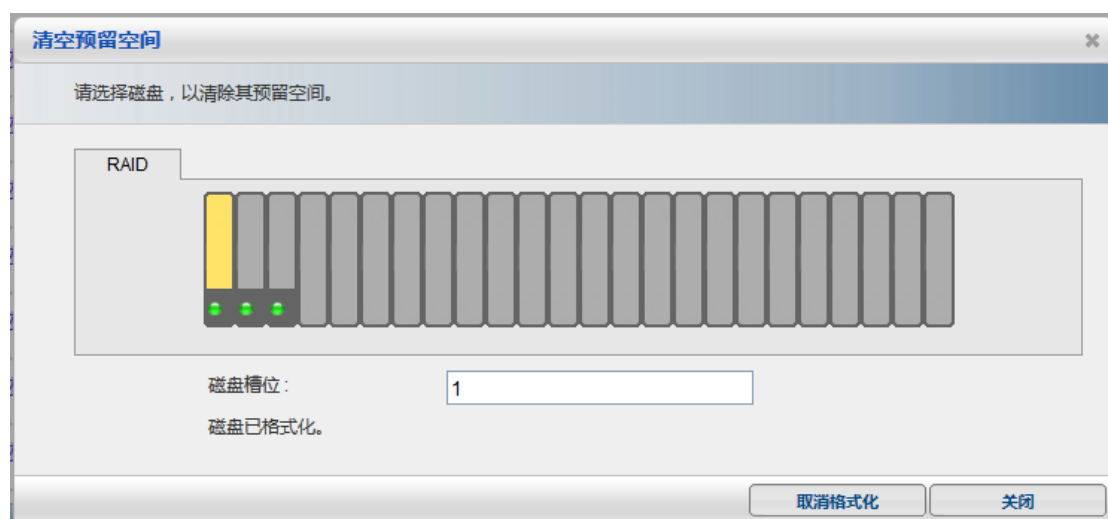 清空预留空间
请选择磁盘，以清除其预留空间。
RAID
磁盘槽位： 1
磁盘已格式化。
取消格式化 关闭